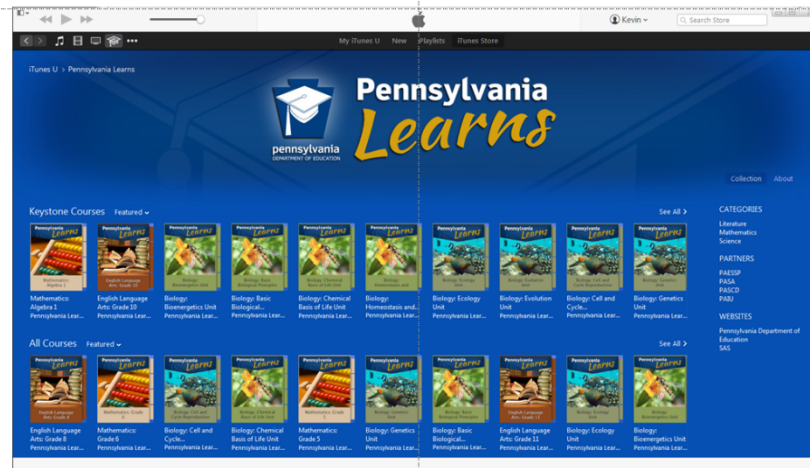 Kevin
Search Store
My iTunes U New Playlists iTunes Store
iTunes U > Pennsylvania Learns
Pennsylvania
Learns
pennsylvania
DEPARTMENT OF EDUCATION
Collection About
Keystone Courses Featured
See All >
Mathematics: Algebra 1
English Language Arts: Grade 10
Mathematics:
Algebra 1
Pennsylvania Lear...
English Language
Arts: Grade 10
Pennsylvania Lear...
Biology:
Bioenergetics Unit
Pennsylvania Lear...
Biology: Basic
Biological...
Pennsylvania Lear...
Biology: Chemical
Basis of Life Unit
Pennsylvania Lear...
Biology:
Homeostasis and...
Pennsylvania Lear...
Biology: Ecology
Unit
Pennsylvania Lear...
Biology: Evolution
Unit
Pennsylvania Lear...
Biology: Cell and
Cycle...
Pennsylvania Lear...
Biology: Genetics
Unit
Pennsylvania Lear...
CATEGORIES
Literature
Mathematics
Science
PARTNERS
PAESSP
PASA
PASCD
PAIU
WEBSITES
Pennsylvania Department of
Education
SAS
All Courses Featured
See All >
English Language
Arts: Grade 8
Pennsylvania Lear...
Mathematics:
Grade 6
Pennsylvania Lear...
Biology: Cell and
Cycle...
Pennsylvania Lear...
Biology: Chemical
Basis of Life Unit
Pennsylvania Lear...
Mathematics:
Grade 5
Pennsylvania Lear...
Biology: Genetics
Unit
Pennsylvania Lear...
Biology: Basic
Biological...
Pennsylvania Lear...
English Language
Arts: Grade 11
Pennsylvania Lear...
Biology: Ecology
Unit
Pennsylvania Lear...
Biology:
Bioenergetics Unit
Pennsylvania Lear...